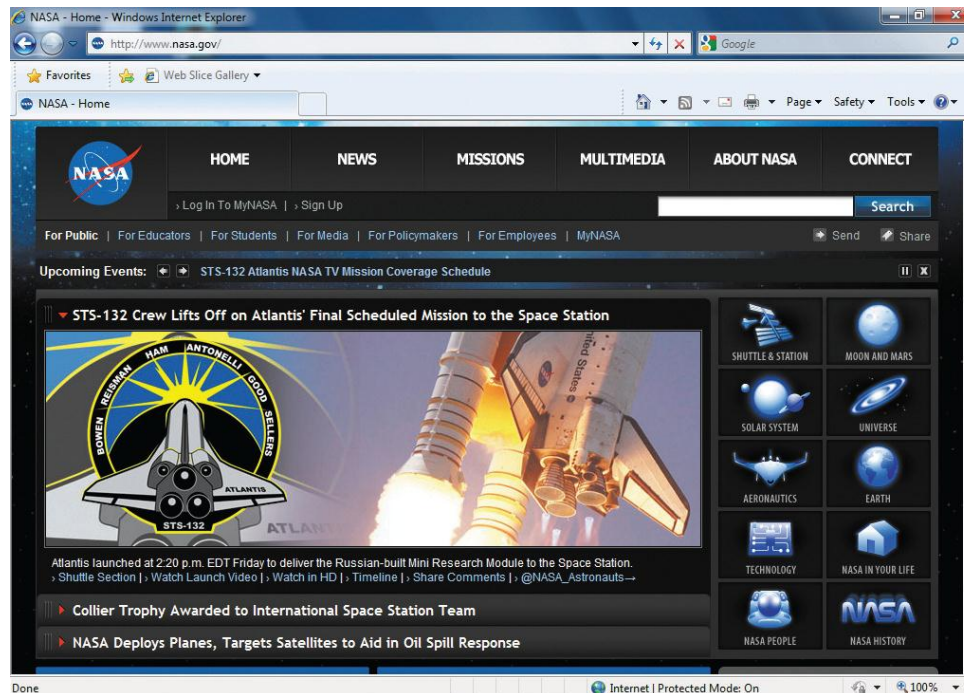 NASA - Home - Windows Internet Explorer
http://www.nasa.gov/
Google
Favorites
Web Slice Gallery
NASA - Home
Page Safety Tools
NASA
HOME NEWS MISSIONS MULTIMEDIA ABOUT NASA CONNECT
› Log In To MyNASA | › Sign Up
Search
For Public | For Educators | For Students | For Media | For Policymakers | For Employees | MyNASA
Send Share
Upcoming Events: STS-132 Atlantis NASA TV Mission Coverage Schedule
STS-132 Crew Lifts Off on Atlantis' Final Scheduled Mission to the Space Station
BOWEN REISMAN HAM ANTONELLI GOOD SELLERS
ATLANTIS
STS-132
ATLAN
United States
SHUTTLE & STATION
MOON AND MARS
SOLAR SYSTEM
UNIVERSE
AERONAUTICS
EARTH
TECHNOLOGY
NASA IN YOUR LIFE
NASA PEOPLE
NASA
NASA HISTORY
Atlantis launched at 2:20 p.m. EDT Friday to deliver the Russian-built Mini Research Module to the Space Station.
› Shuttle Section | › Watch Launch Video | › Watch in HD | › Timeline | › Share Comments | › @NASA_Astronauts→
Collier Trophy Awarded to International Space Station Team
NASA Deploys Planes, Targets Satellites to Aid in Oil Spill Response
Done
Internet | Protected Mode: On
100%